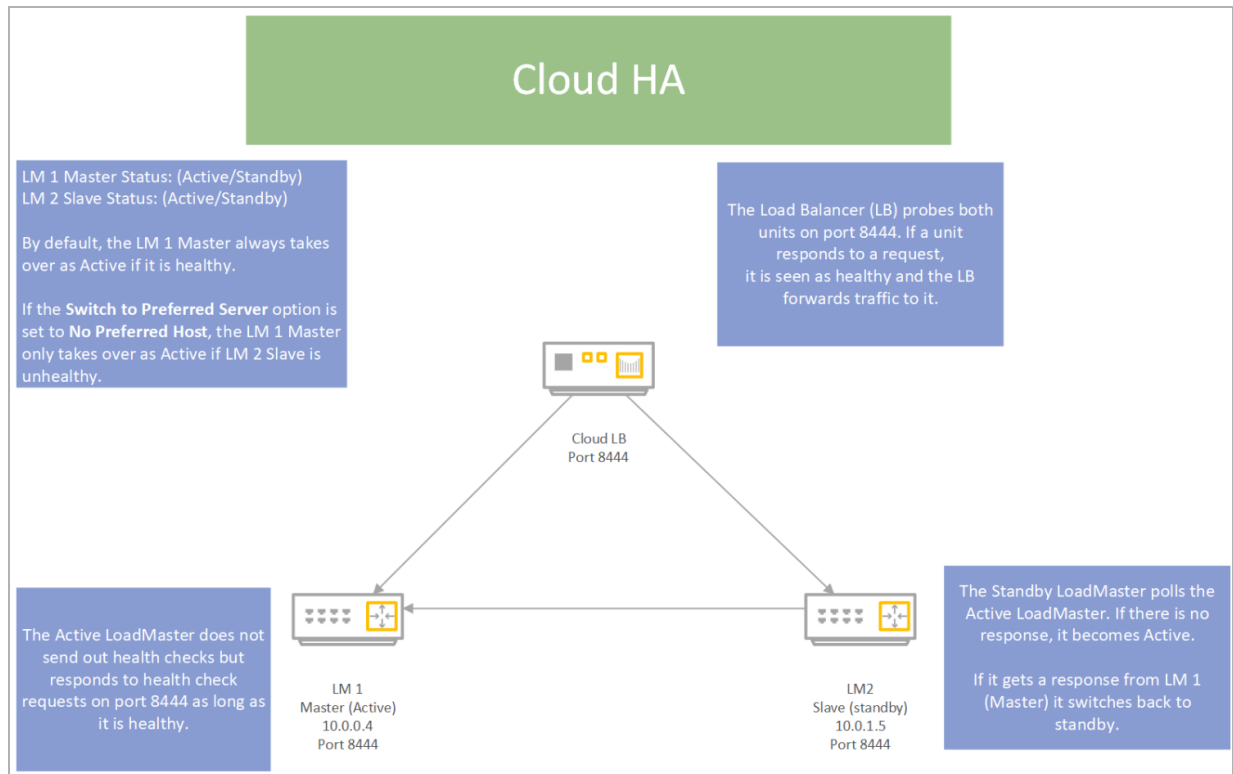 Cloud HA
LM 1 Master Status: (Active/Standby)
LM 2 Slave Status: (Active/Standby)
By default, the LM 1 Master always takes
over as Active if it is healthy.
If the Switch to Preferred Server option is
set to No Preferred Host, the LM 1 Master
only takes over as Active if LM 2 Slave is
unhealthy.
The Load Balancer (LB) probes both
units on port 8444. If a unit
responds to a request,
it is seen as healthy and the LB
forwards traffic to it.
Cloud LB
Port 8444
The Active LoadMaster does not
send out health checks but
responds to health check
requests on port 8444 as long as
it is healthy.
LM 1
Master (Active)
10.0.0.4
Port 8444
LM2
Slave (standby)
10.0.1.5
Port 8444
The Standby LoadMaster polls the
Active LoadMaster. If there is no
response, it becomes Active.
If it gets a response from LM 1
(Master) it switches back to
standby.